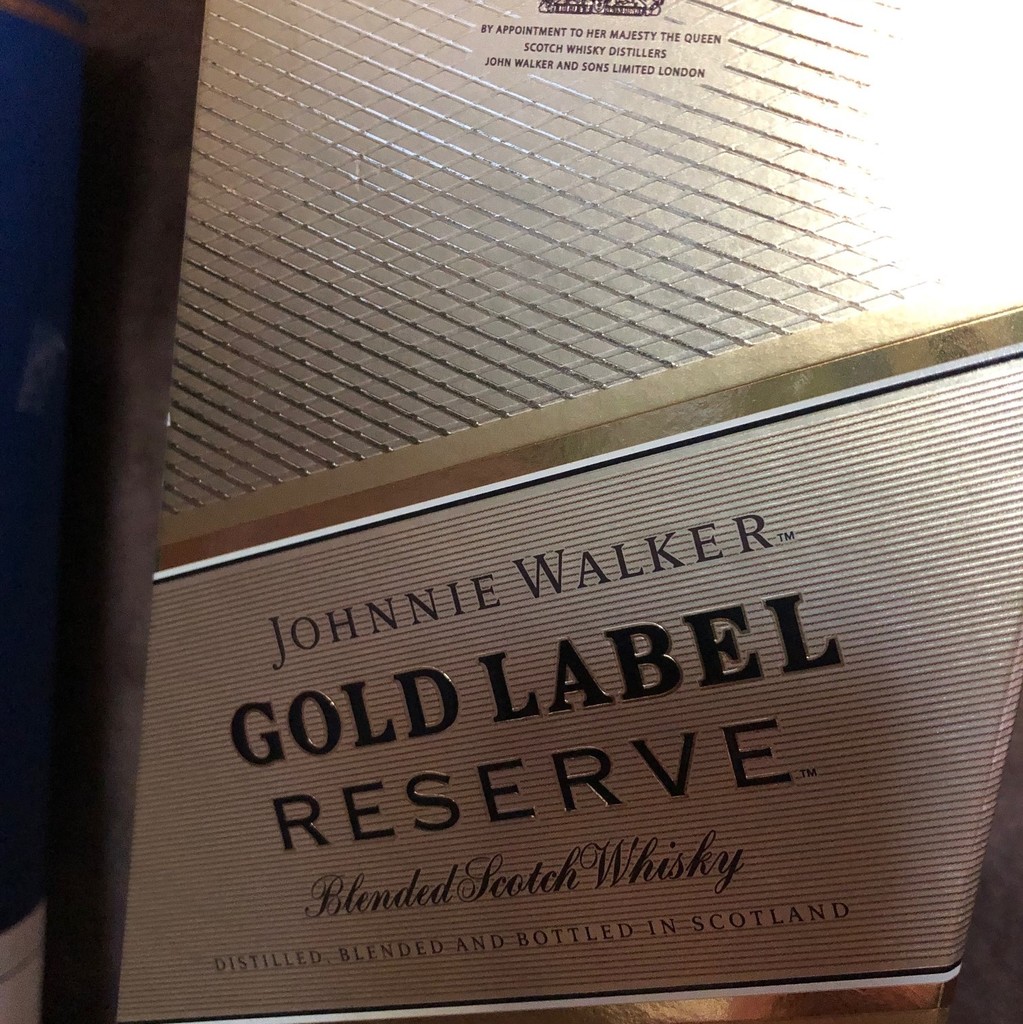 BY APPOINTMENT TO HER MAJESTY THE QUEEN
SCOTCH WHISKY DISTILLERS
JOHN WALKER AND SONS LIMITED LONDON
JOHNNIE WALKER™
GOLD LABEL
RESERVE™
Blended Scotch Whisky
DISTILLED, BLENDED AND BOTTLED IN SCOTLAND